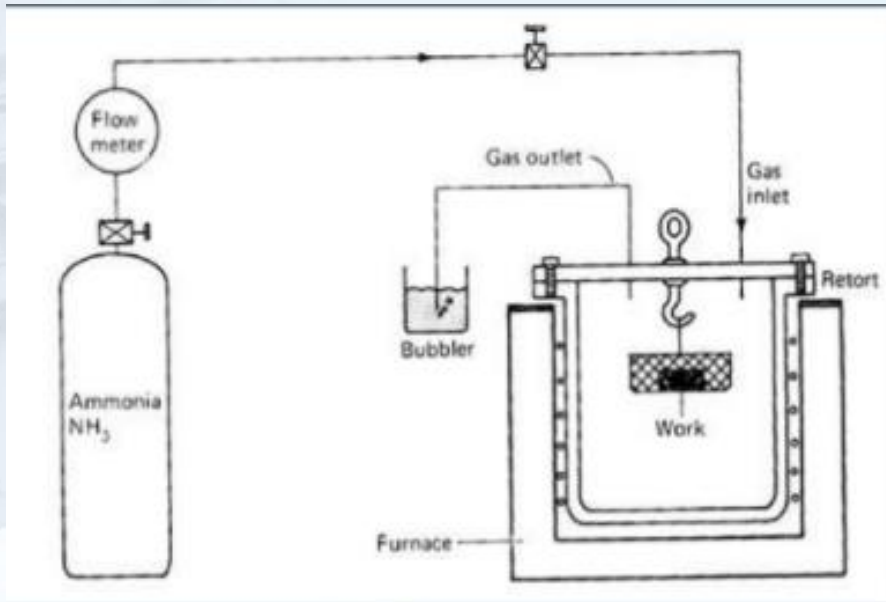 Flow
meter
Gas outlet
Gas
inlet
Retort
Bubbler
Ammonia
NH₃
Work
Furnace